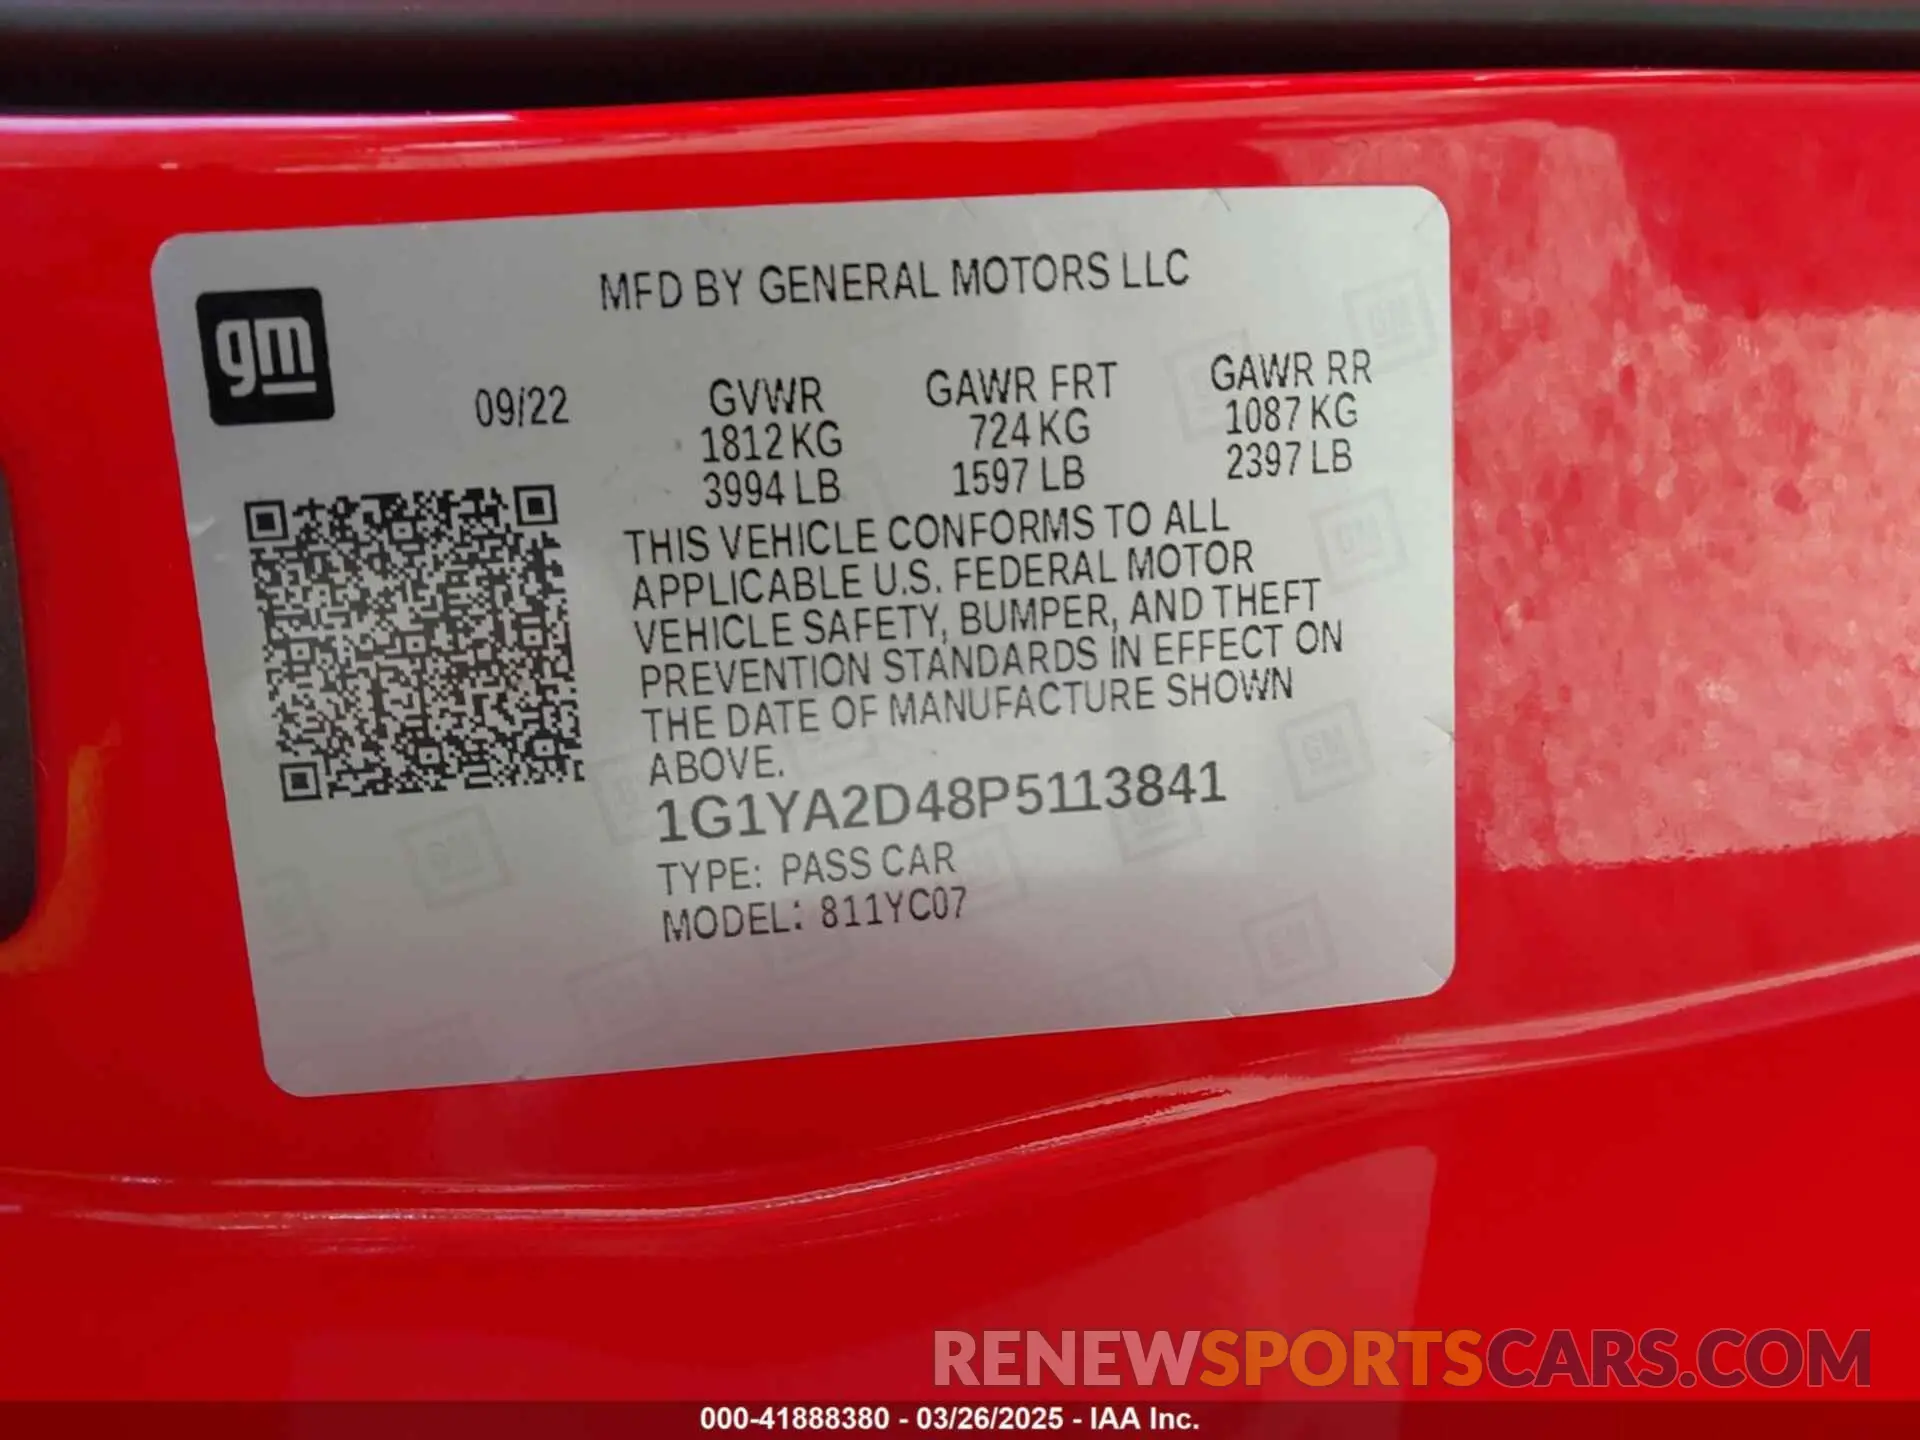 MFD BY GENERAL MOTORS LLC
gm
09/22
GVWR
1812 KG
3994 LB
GAWR FRT
724 KG
1597 LB
GAWR RR
1087 KG
2397 LB
THIS VEHICLE CONFORMS TO ALL
APPLICABLE U.S. FEDERAL MOTOR
VEHICLE SAFETY, BUMPER, AND THEFT
PREVENTION STANDARDS IN EFFECT ON
THE DATE OF MANUFACTURE SHOWN
ABOVE.
1G1YA2D48P5113841
TYPE: PASS CAR
MODEL: 811YC07
RENEWSPORTSCARS.COM
000-41888380 - 03/26/2025 - IAA Inc.